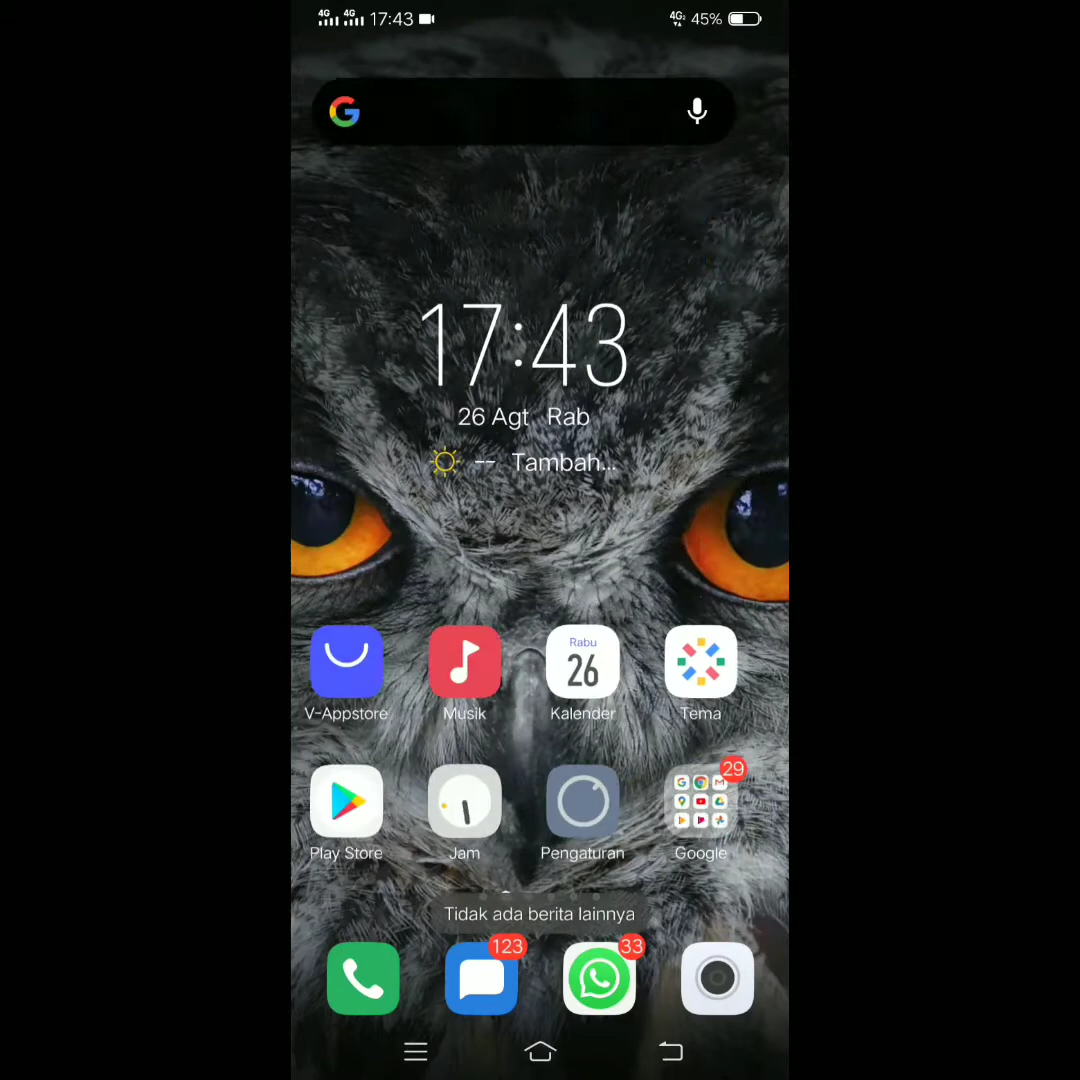 4G 4G 17:43 4G2 45%
17:43
26 Agt Rab
-- Tambah...
Rabu
26
V-Appstore Musik Kalender Tema
29
Play Store Jam Pengaturan Google
Tidak ada berita lainnya
123 33